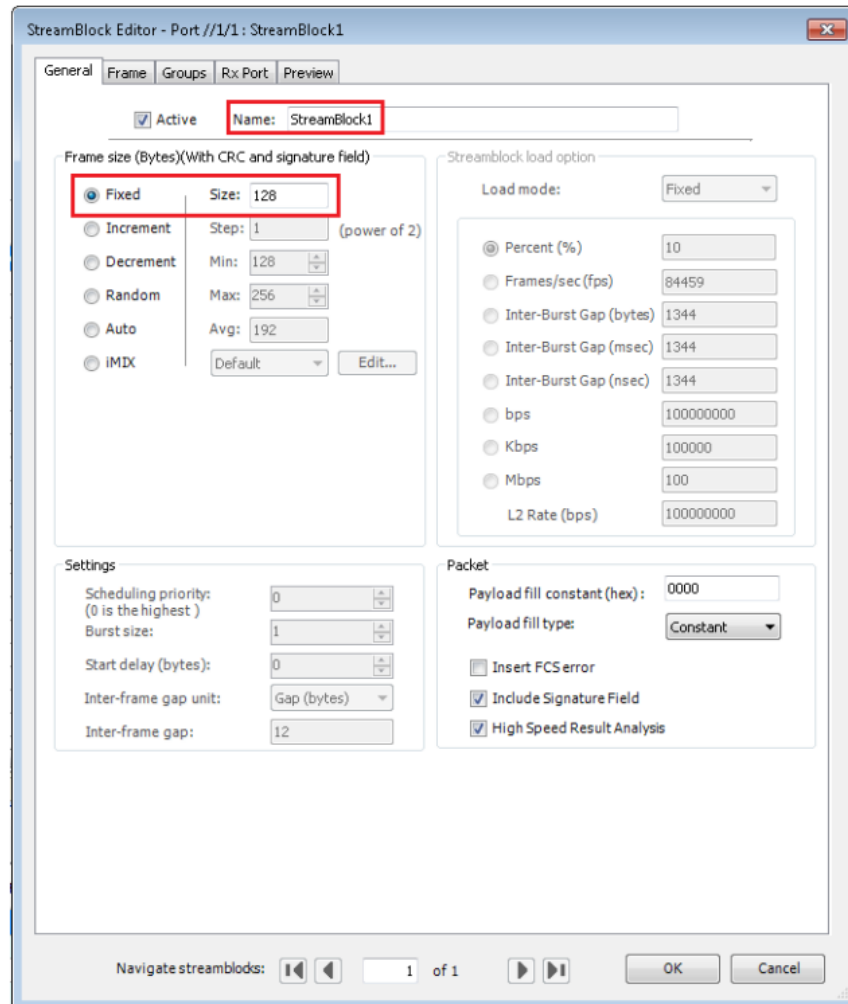 StreamBlock Editor - Port //1/1 : StreamBlock1
General Frame Groups Rx Port Preview
Active Name: StreamBlock1
Frame size (Bytes)(With CRC and signature field)
Fixed Size: 128
Increment Step: 1 (power of 2)
Decrement Min: 128
Random Max: 256
Auto Avg: 192
iMIX Default Edit...
Streamblock load option
Load mode: Fixed
Percent (%) 10
Frames/sec (fps) 84459
Inter-Burst Gap (bytes) 1344
Inter-Burst Gap (msec) 1344
Inter-Burst Gap (nsec) 1344
bps 100000000
Kbps 100000
Mbps 100
L2 Rate (bps) 100000000
Settings
Scheduling priority: 0
(0 is the highest )
Burst size: 1
Start delay (bytes): 0
Inter-frame gap unit: Gap (bytes)
Inter-frame gap: 12
Packet
Payload fill constant (hex) : 0000
Payload fill type: Constant
Insert FCS error
Include Signature Field
High Speed Result Analysis
Navigate streamblocks: 1 of 1 OK Cancel